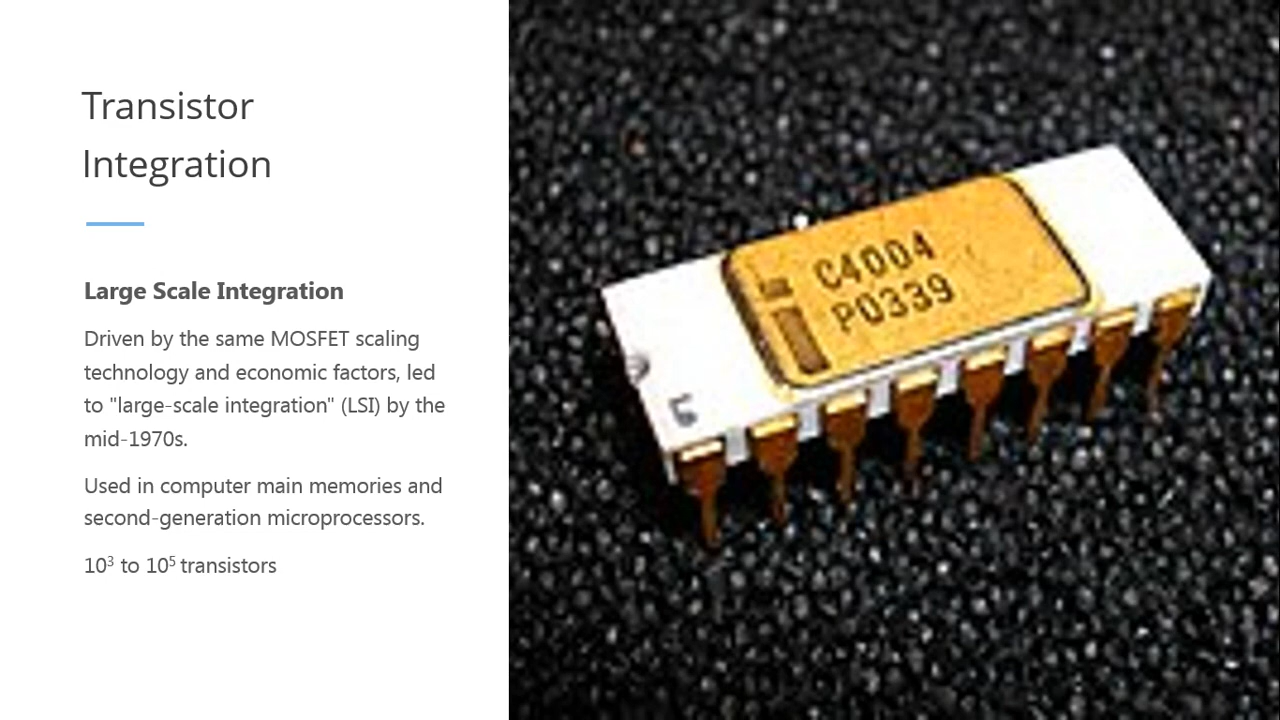 Transistor
Integration
Large Scale Integration
Driven by the same MOSFET scaling
technology and economic factors, led
to "large-scale integration" (LSI) by the
mid-1970s.
Used in computer main memories and
second-generation microprocessors.
10³ to 10⁵ transistors
C4004
P0339